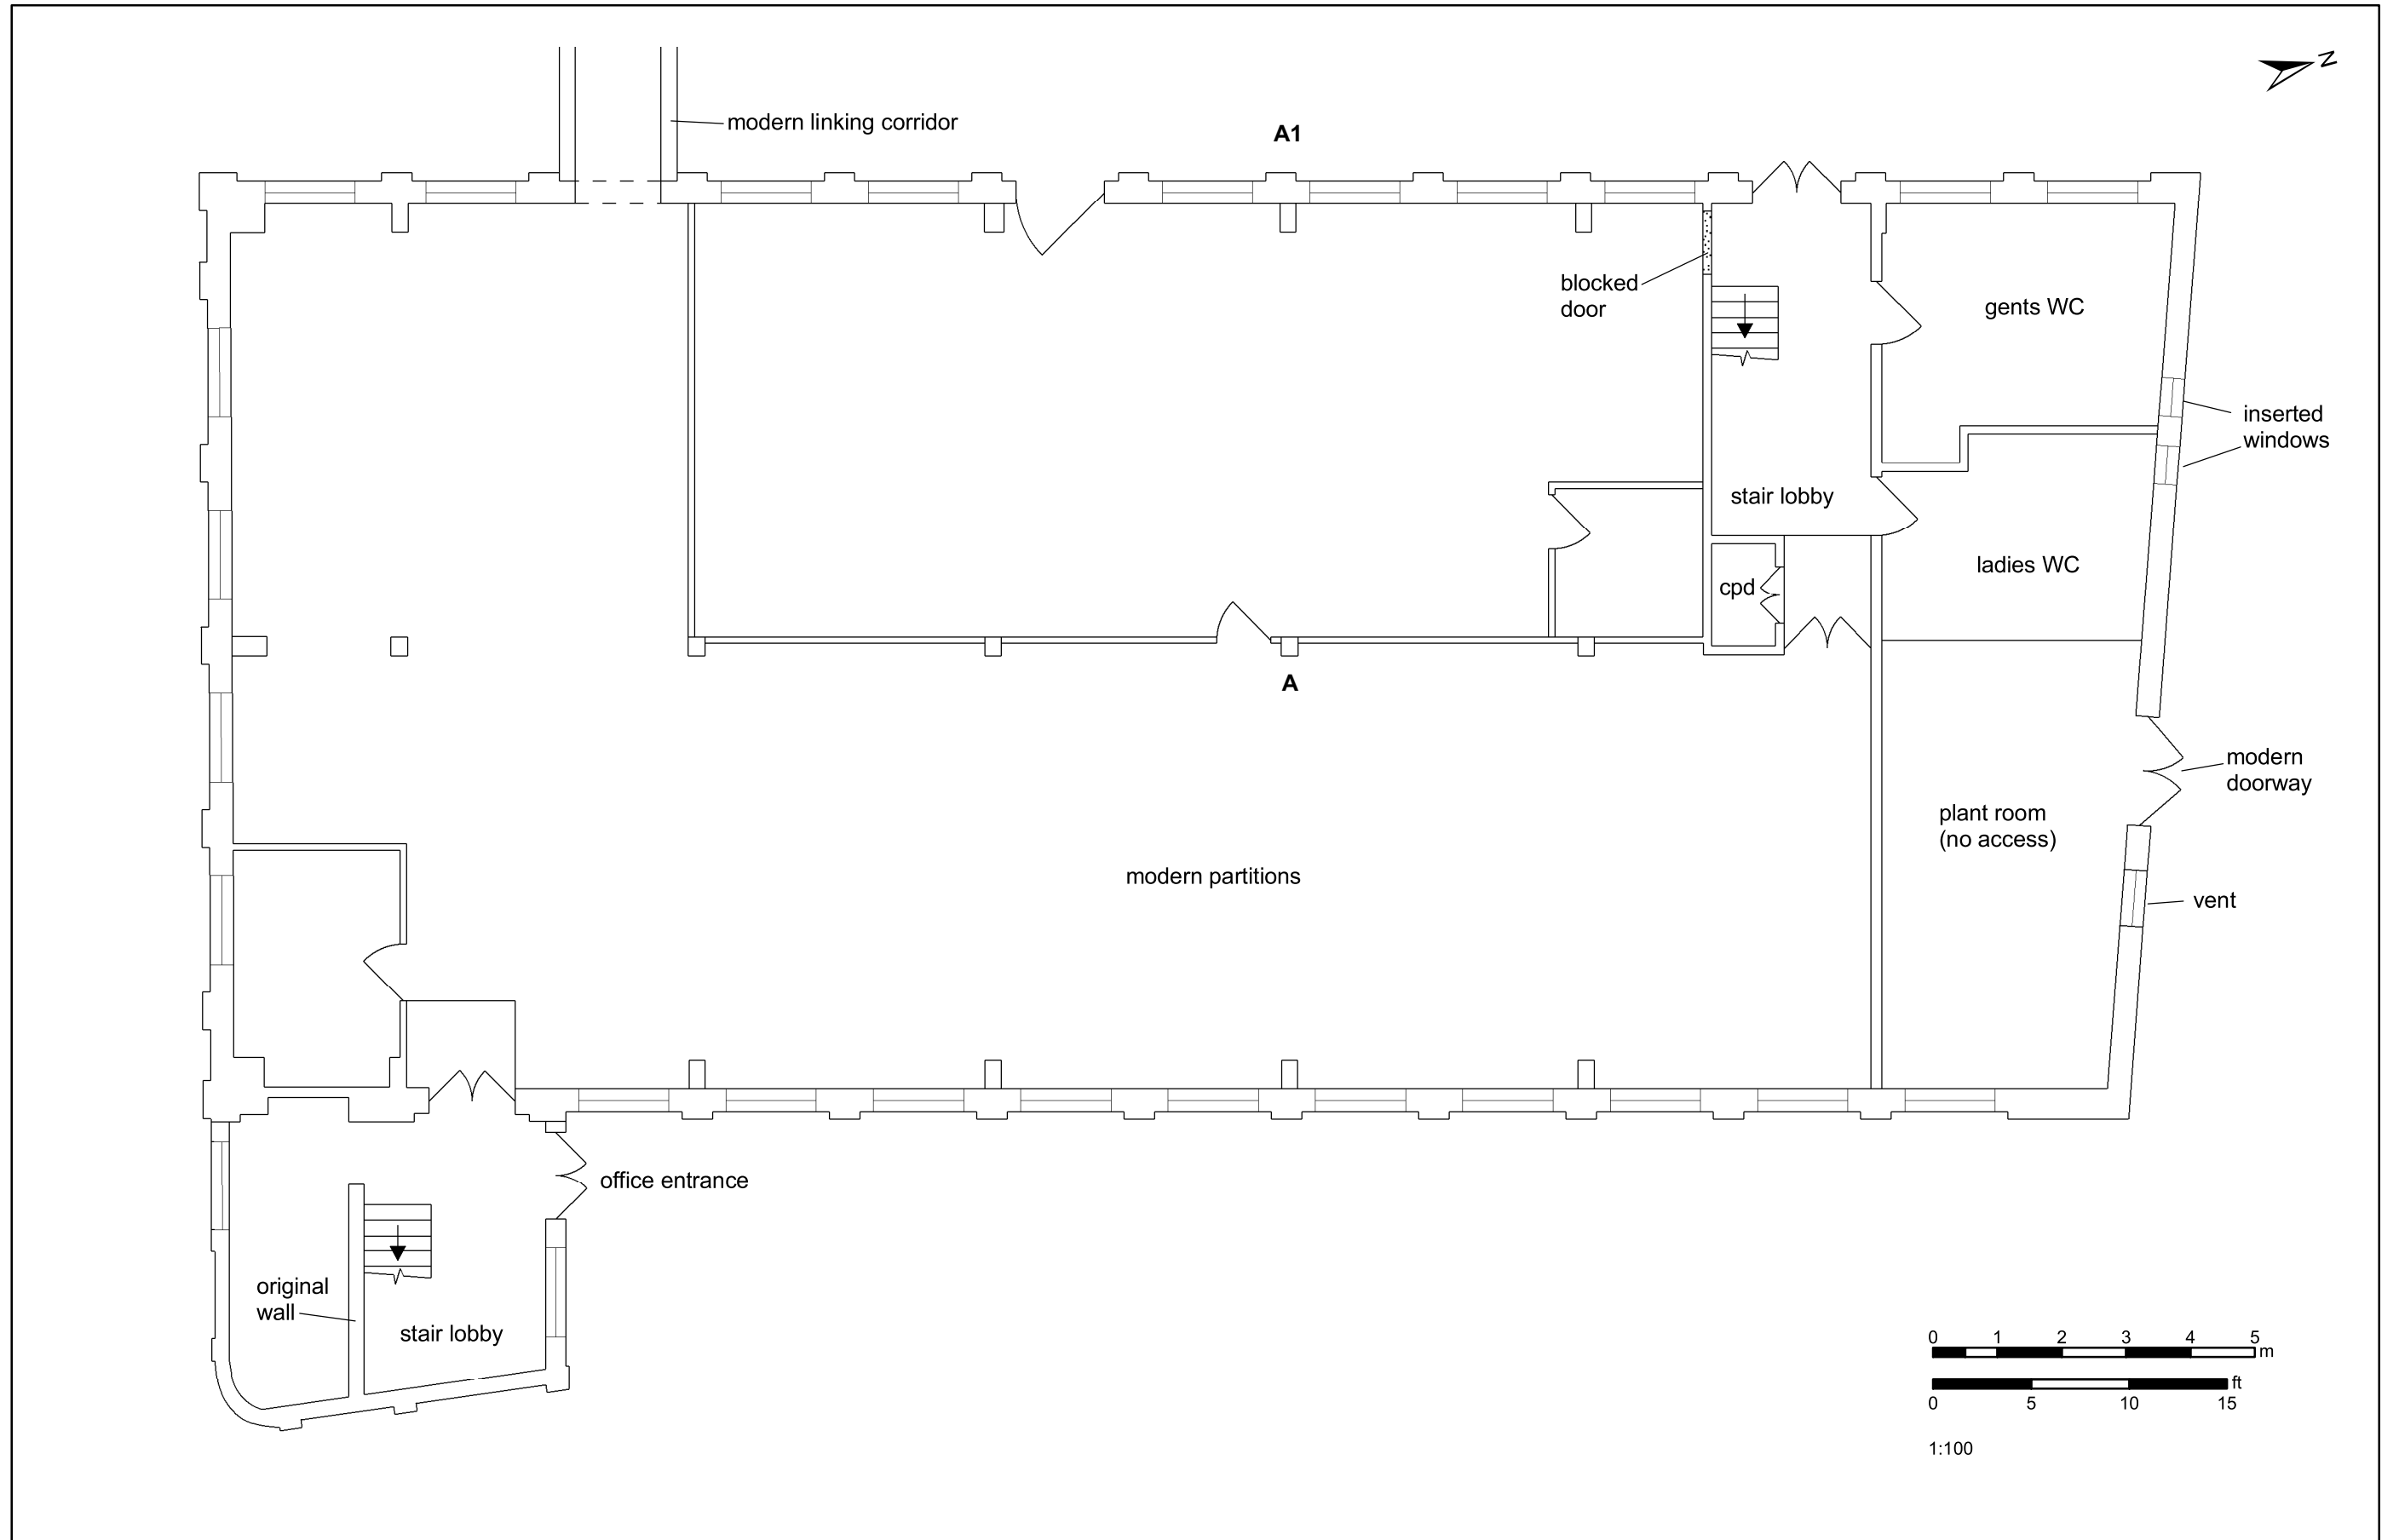 N
modern linking corridor
A1
blocked
door
gents WC
inserted
windows
stair lobby
ladies WC
cpd
A
modern
doorway
plant room
(no access)
modern partitions
vent
office entrance
original
wall
stair lobby
0 1 2 3 4 5
m
ft
0 5 10 15
1:100